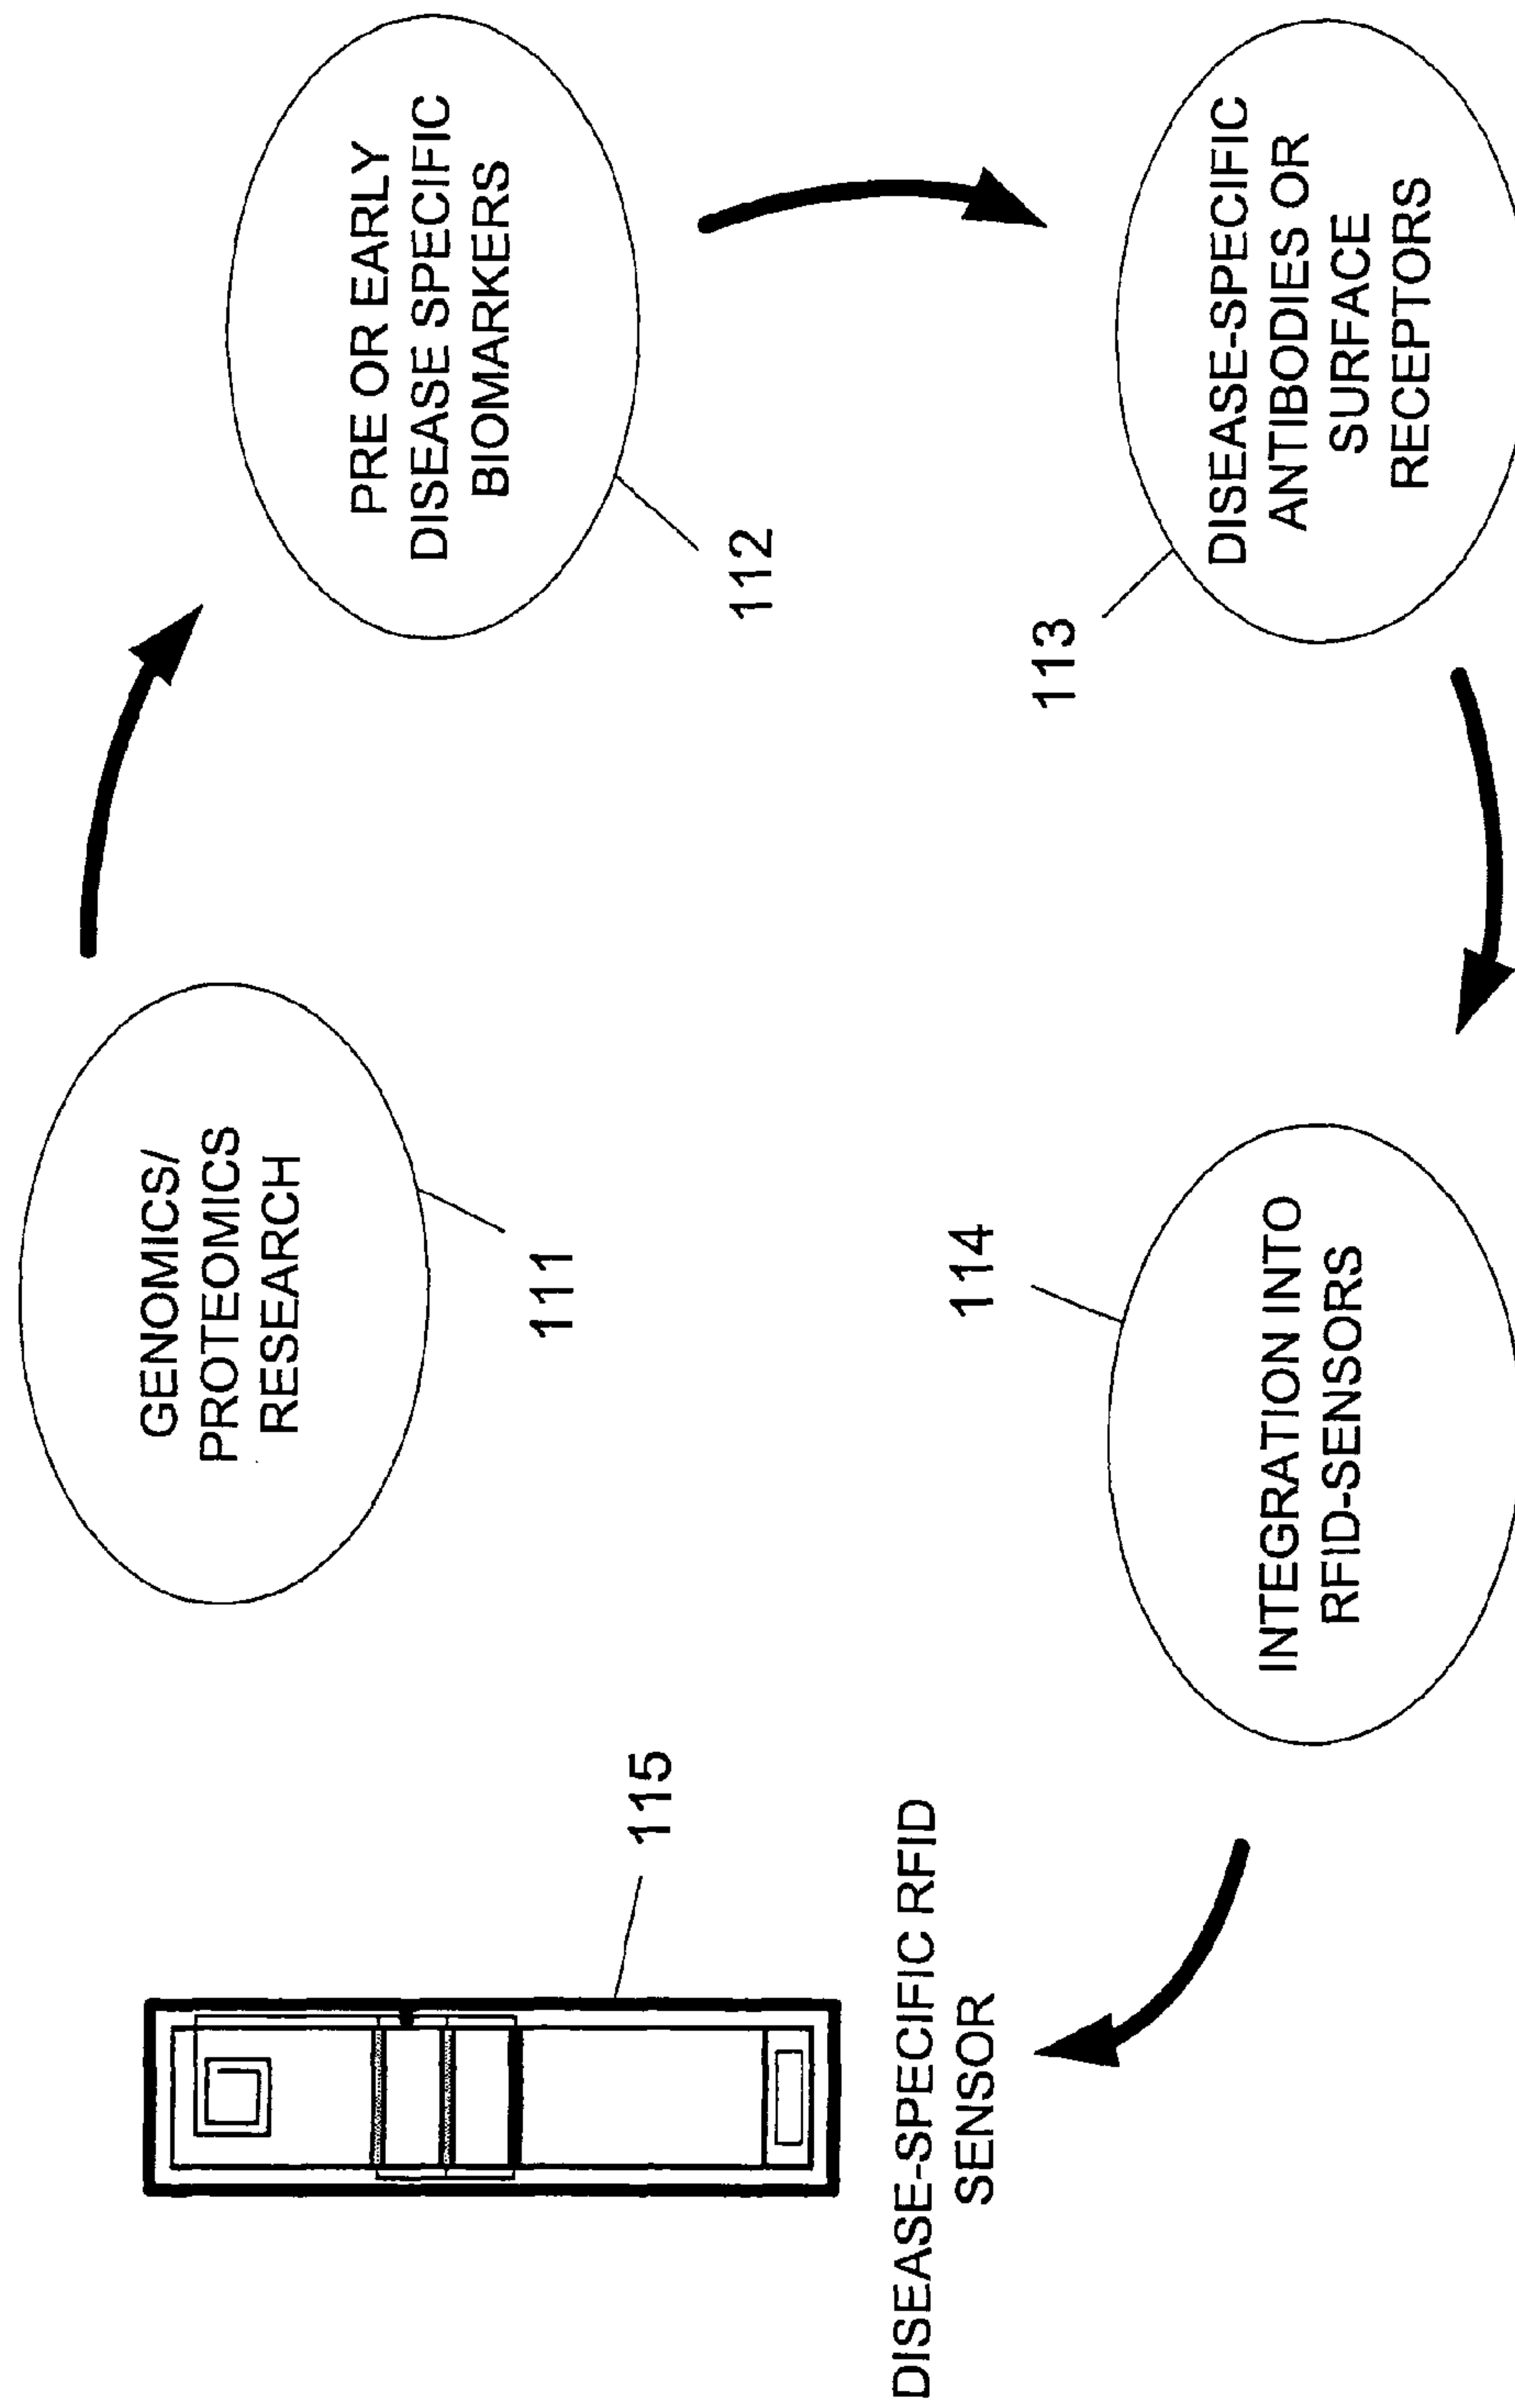 GENOMICS/
PROTEOMICS
RESEARCH
111
PRE OR EARLY
DISEASE SPECIFIC
BIOMARKERS
112
DISEASE-SPECIFIC
ANTIBODIES OR
SURFACE
RECEPTORS
113
INTEGRATION INTO
RFID-SENSORS
114
115
DISEASE-SPECIFIC RFID
SENSOR